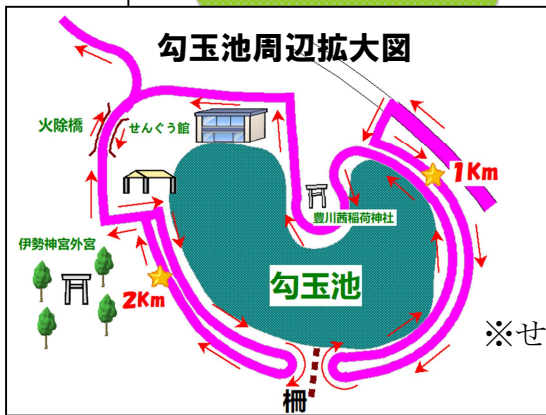 勾玉池周辺拡大図
火除橋
せんぐう館
1Km
豊川茜稲荷神社
伊勢神宮外宮
2Km
勾玉池
※せ
柵